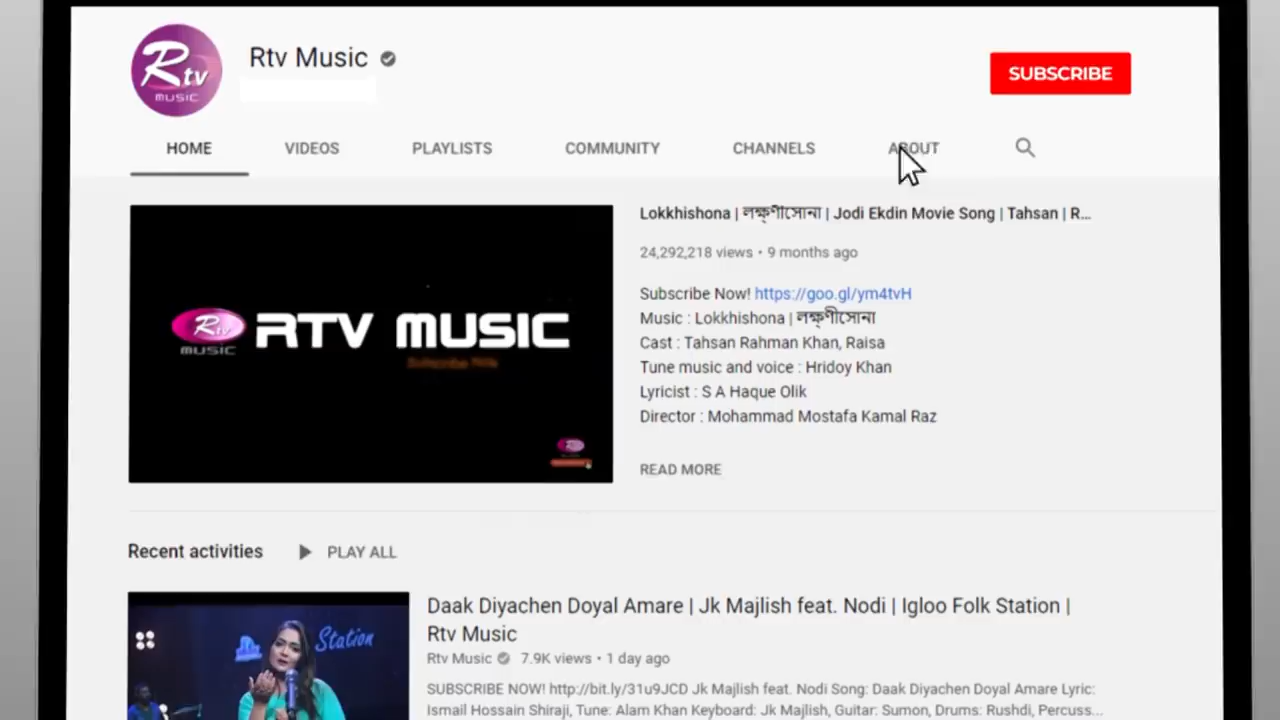 Rtv
MUSIC
Rtv Music
SUBSCRIBE
HOME
VIDEOS
PLAYLISTS
COMMUNITY
CHANNELS
ABOUT
Lokkhishona | লক্ষ্ণীসোনা | Jodi Ekdin Movie Song | Tahsan | R...
24,292,218 views • 9 months ago
Subscribe Now! https://goo.gl/ym4tvH
Music : Lokkhishona | লক্ষ্ণীসোনা
Cast : Tahsan Rahman Khan, Raisa
Tune music and voice : Hridoy Khan
Lyricist : S A Haque Olik
Director : Mohammad Mostafa Kamal Raz
READ MORE
Rtv
MUSIC
RTV MUSIC
Recent activities
PLAY ALL
Station
Daak Diyachen Doyal Amare | Jk Majlish feat. Nodi | Igloo Folk Station |
Rtv Music
Rtv Music 7.9K views • 1 day ago
SUBSCRIBE NOW! http://bit.ly/31u9JCD Jk Majlish feat. Nodi Song: Daak Diyachen Doyal Amare Lyric:
Ismail Hossain Shiraji, Tune: Alam Khan Keyboard: Jk Majlish, Guitar: Sumon, Drums: Rushdi, Percuss...